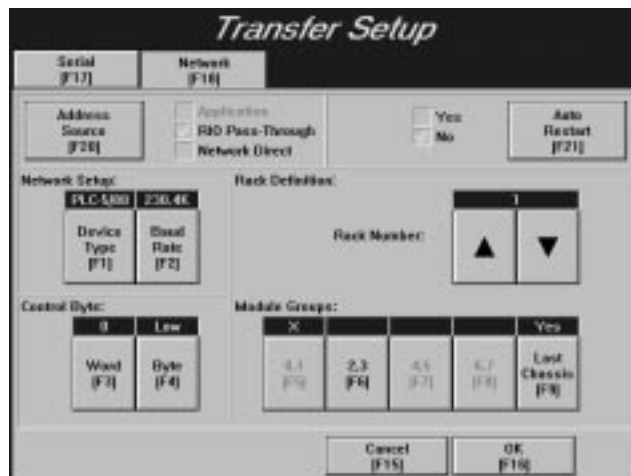 Transfer Setup
Serial
[F17]
Network
[F18]
Address
Source
[F20]
Application
RIO Pass-Through
Network Direct
Yes
No
Auto
Restart
[F21]
Network Setup:
PLC-5/80 230.4K
Device
Type
[F1]
Baud
Rate
[F2]
Rack Definition:
Rack Number:
1
Control Byte:
0 Low
Word
[F3]
Byte
[F4]
Module Groups:
X Yes
0,1
[F5]
2,3
[F6]
4,5
[F7]
6,7
[F8]
Last
Chassis
[F9]
Cancel
[F15]
OK
[F16]